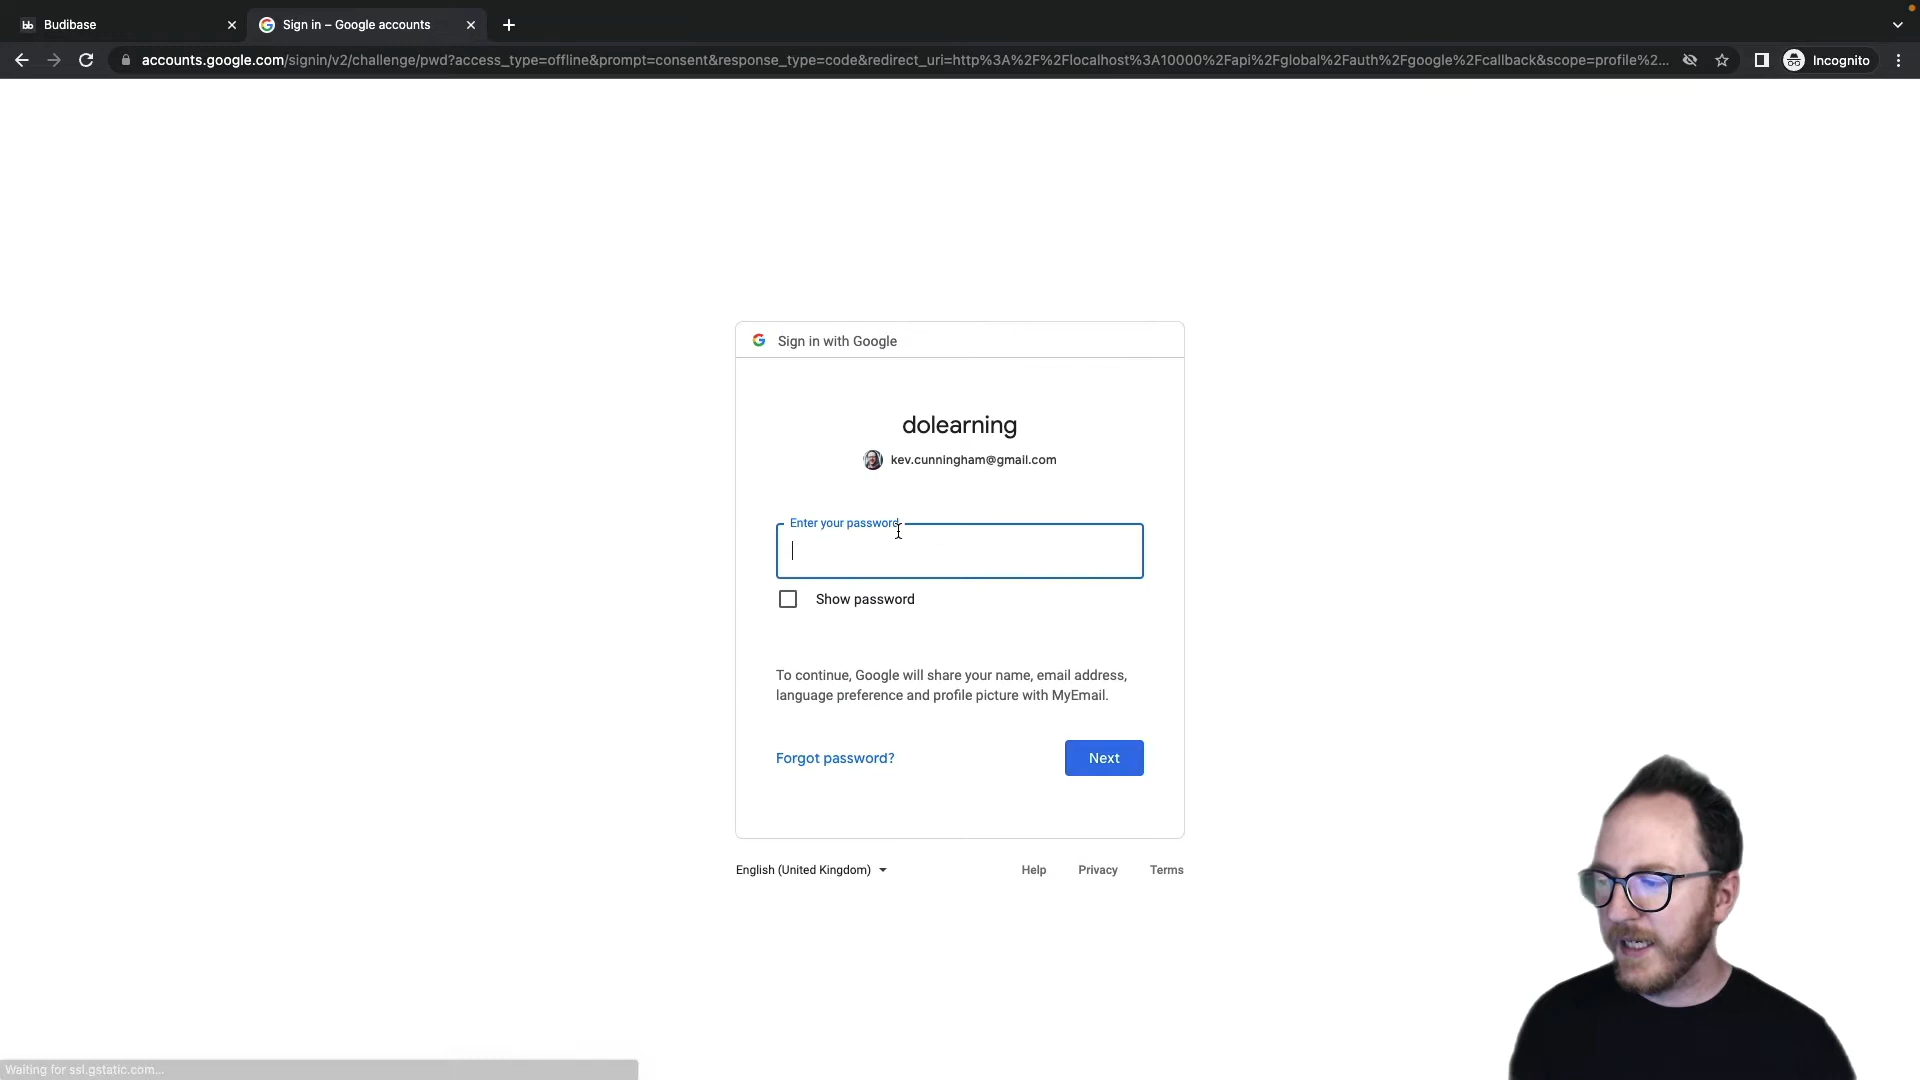 Budibase
Sign in – Google accounts
accounts.google.com/signin/v2/challenge/pwd?access_type=offline&prompt=consent&response_type=code&redirect_uri=http%3A%2F%2Flocalhost%3A10000%2Fapi%2Fglobal%2Fauth%2Fgoogle%2Fcallback&scope=profile%2...
Incognito
Sign in with Google
dolearning
kev.cunningham@gmail.com
Enter your password
Show password
To continue, Google will share your name, email address,
language preference and profile picture with MyEmail.
Forgot password?
Next
English (United Kingdom)
Help
Privacy
Terms
Waiting for ssl.gstatic.com...